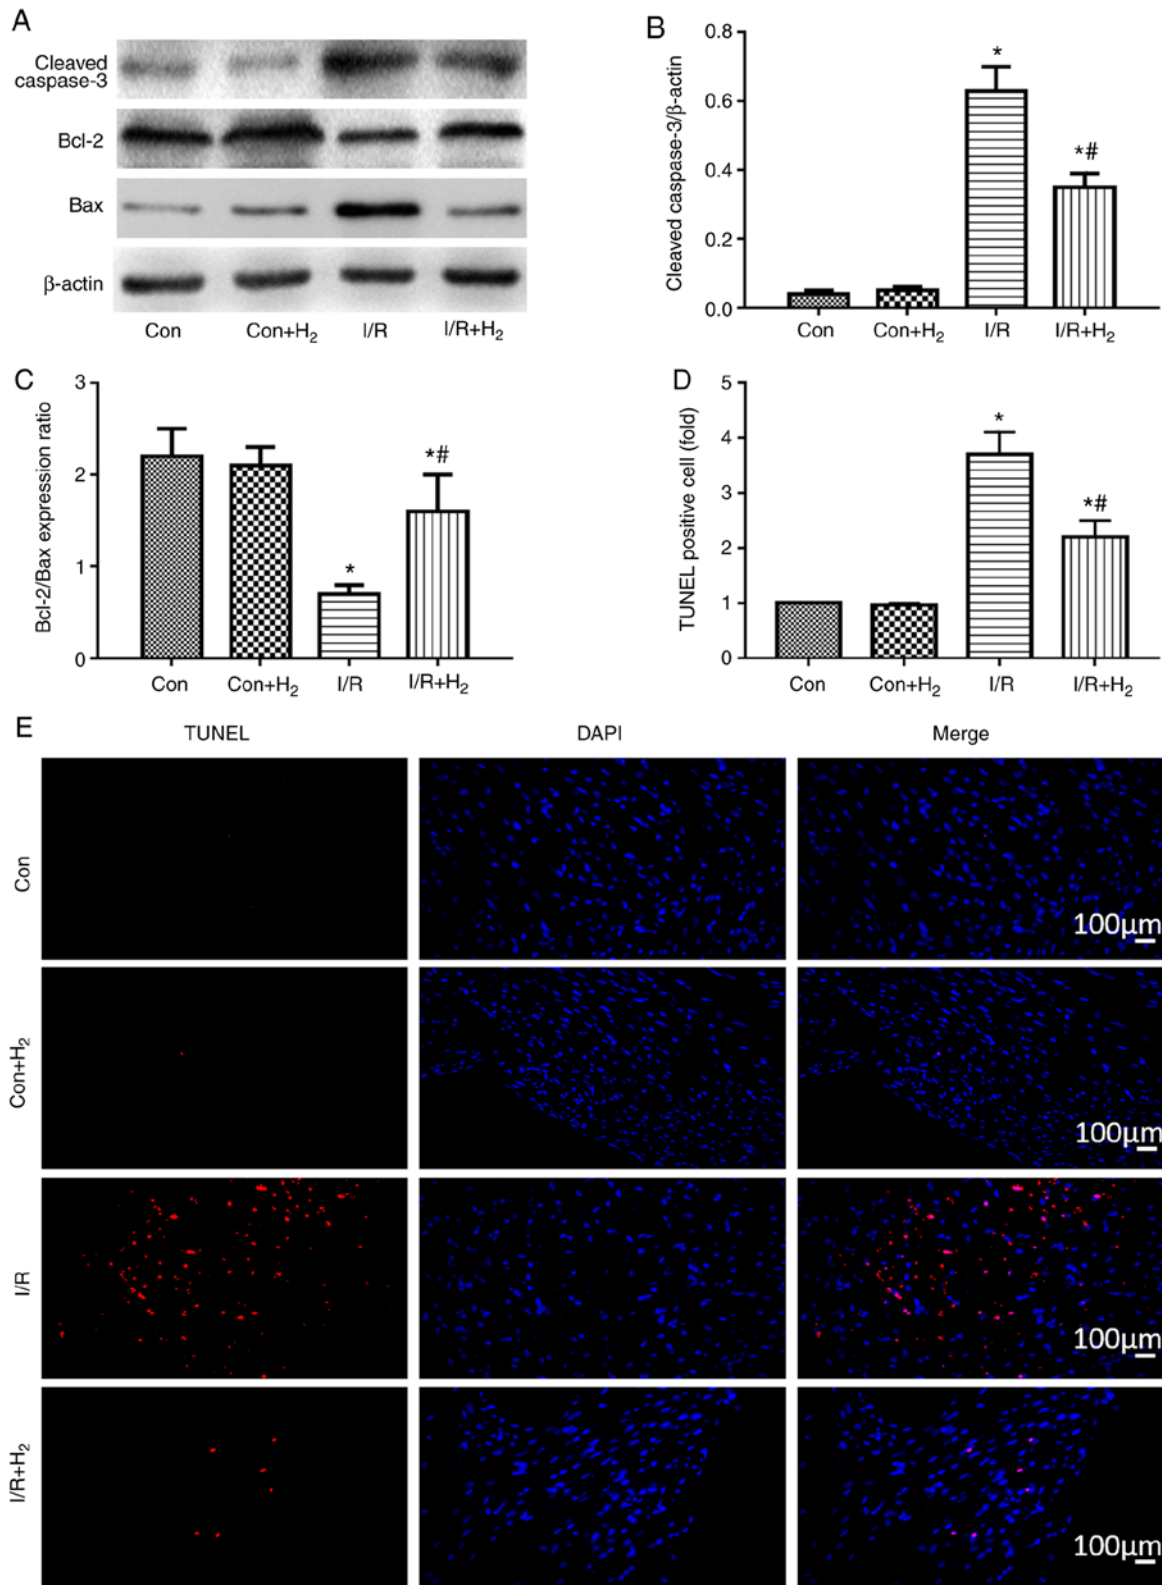 A
Cleaved
caspase-3
Bcl-2
Bax
β-actin
Con
Con+H₂
I/R
I/R+H₂
B
Cleaved caspase-3/β-actin
0.8
0.6
0.4
0.2
0.0
*
*#
Con
Con+H₂
I/R
I/R+H₂
C
Bcl-2/Bax expression ratio
3
2
1
0
*
*#
Con
Con+H₂
I/R
I/R+H₂
D
TUNEL positive cell (fold)
5
4
3
2
1
0
*
*#
Con
Con+H₂
I/R
I/R+H₂
E
TUNEL
DAPI
Merge
Con
100μm
Con+H₂
100μm
I/R
100μm
I/R+H₂
100μm